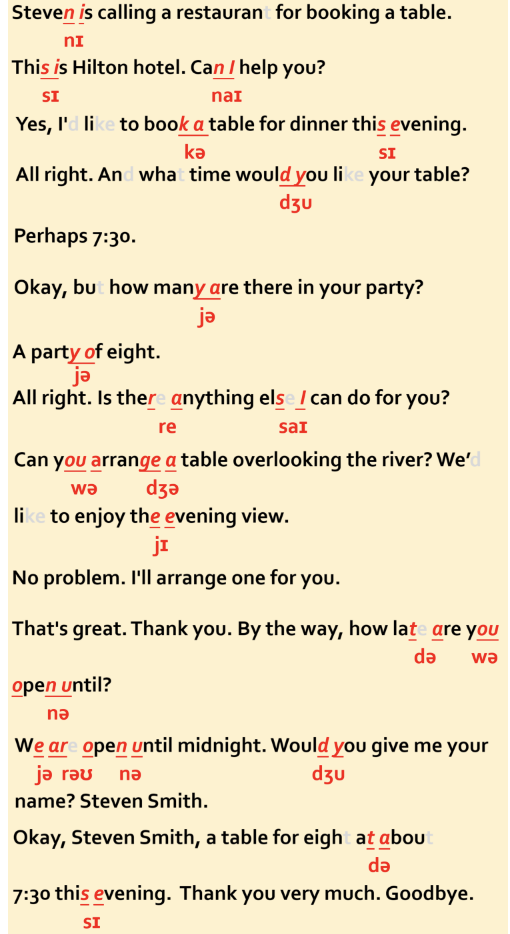 Steven is calling a restaurant for booking a table.
nɪ
This is Hilton hotel. Can I help you?
sɪ naɪ
Yes, I'd like to book a table for dinner this evening.
kə sɪ
All right. And what time would you like your table?
dʒu
Perhaps 7:30.
Okay, but how many are there in your party?
jə
A party of eight.
jə
All right. Is there anything else I can do for you?
re saɪ
Can you arrange a table overlooking the river? We’d
wə dʒə
like to enjoy the evening view.
jɪ
No problem. I'll arrange one for you.
That's great. Thank you. By the way, how late are you
də wə
open until?
nə
We are open until midnight. Would you give me your
jə rəʊ nə dʒu
name? Steven Smith.
Okay, Steven Smith, a table for eight at about
də
7:30 this evening. Thank you very much. Goodbye.
sɪ